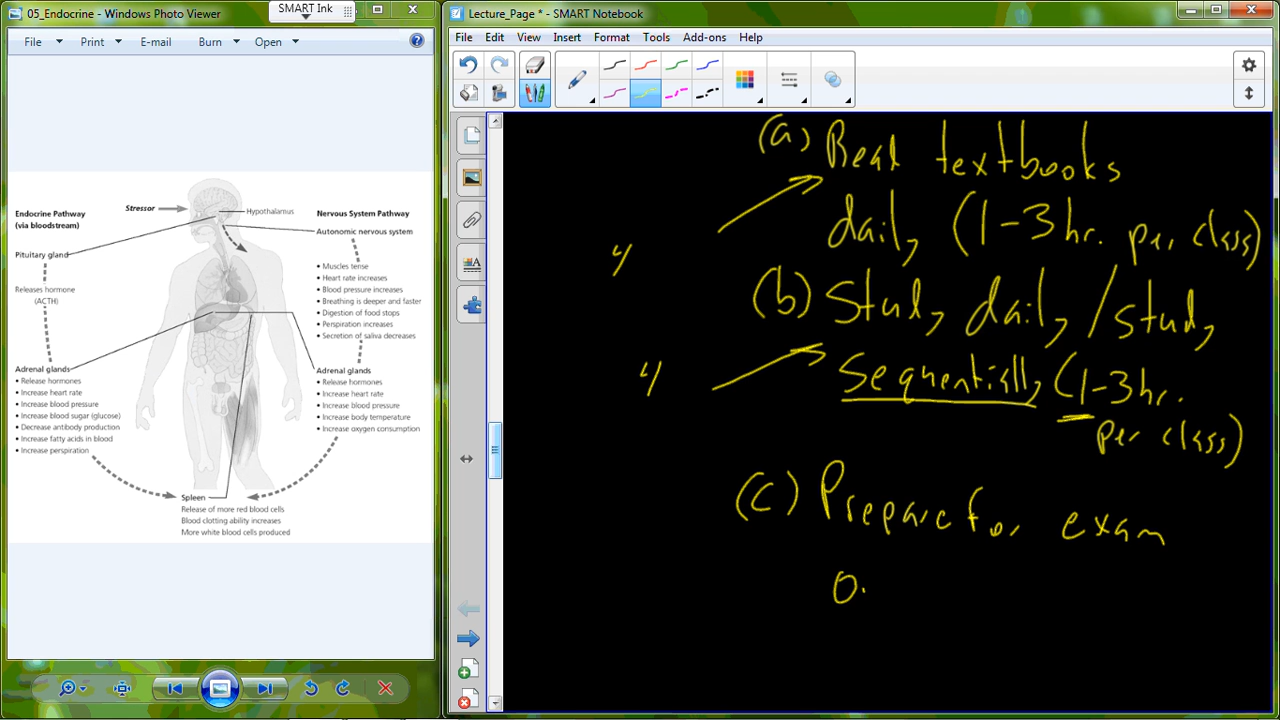 05_Endocrine - Windows Photo Viewer
SMART Ink
File Print E-mail Burn Open
Stressor
Hypothalamus
Endocrine Pathway
(via bloodstream)
Nervous System Pathway
Autonomic nervous system
Pituitary gland
Releases hormone
(ACTH)
• Muscles tense
• Heart rate increases
• Blood pressure increases
• Breathing is deeper and faster
• Digestion of food stops
• Perspiration increases
• Secretion of saliva decreases
Adrenal glands
• Release hormones
• Increase heart rate
• Increase blood pressure
• Increase blood sugar (glucose)
• Decrease antibody production
• Increase fatty acids in blood
• Increase perspiration
Adrenal glands
• Release hormones
• Increase heart rate
• Increase blood pressure
• Increase body temperature
• Increase oxygen consumption
Spleen
Release of more red blood cells
Blood clotting ability increases
More white blood cells produced
Lecture_Page * - SMART Notebook
File Edit View Insert Format Tools Add-ons Help
(a) Read textbooks
daily (1-3 hr. per class)
(b) Study daily / study
Sequentially (1-3 hr.
per class)
(c) Prepare for exam